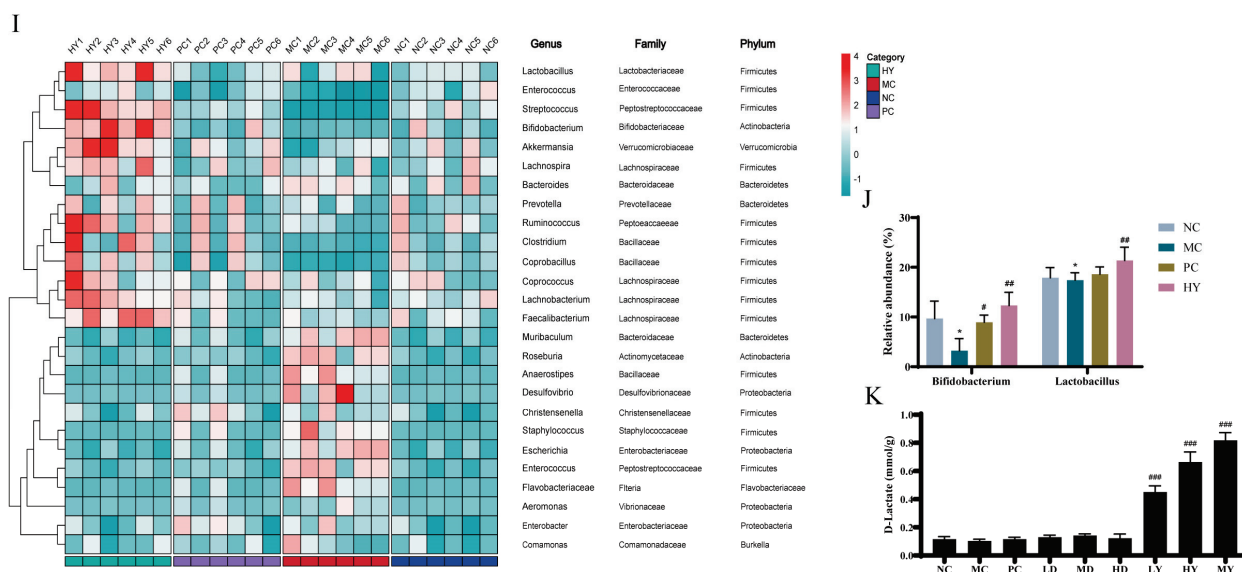 I
HY1 HY2 HY3 HY4 HY5 HY6 PC1 PC2 PC3 PC4 PC5 PC6 MC1 MC2 MC3 MC4 MC5 MC6 NC1 NC2 NC3 NC4 NC5 NC6
Genus Family Phylum
Lactobacillus Lactobacteriaceae Firmicutes
Enterococcus Enterococcaceae Firmicutes
Streptococcus Peptostreptococcaceae Firmicutes
Bifidobacterium Bifidobacteriaceae Actinobacteria
Akkermansia Verrucomicrobiaceae Verrucomicrobia
Lachnospira Lachnospiraceae Firmicutes
Bacteroides Bacteroidaceae Bacteroidetes
Prevotella Prevotellaceae Bacteroidetes
Ruminococcus Peptoeaccaeeae Firmicutes
Clostridium Bacillaceae Firmicutes
Coprobacillus Bacillaceae Firmicutes
Coprococcus Lachnospiraceae Firmicutes
Lachnobacterium Lachnospiraceae Firmicutes
Faecalibacterium Lachnospiraceae Firmicutes
Muribaculum Bacteroidaceae Bacteroidetes
Roseburia Actinomycetaceae Actinobacteria
Anaerostipes Bacillaceae Firmicutes
Desulfovibrio Desulfovibrionaceae Proteobacteria
Christensenella Christensenellaceae Firmicutes
Staphylococcus Staphylococcaceae Firmicutes
Escherichia Enterobacteriaceae Proteobacteria
Enterococcus Peptostreptococcaceae Firmicutes
Flavobacteriaceae Flteria Flavobacteriaceae
Aeromonas Vibrionaceae Proteobacteria
Enterobacter Enterobacteriaceae Proteobacteria
Comamonas Comamonadaceae Burkella
4
3
2
1
0
-1
Category
HY
MC
NC
PC
J
Relative abundance (%)
30
20
10
0
* # ## * ##
Bifidobacterium Lactobacillus
NC
MC
PC
HY
K
D-Lactate (mmol/g)
1.0
0.8
0.6
0.4
0.2
0.0
### ### ###
NC MC PC LD MD HD LY HY MY